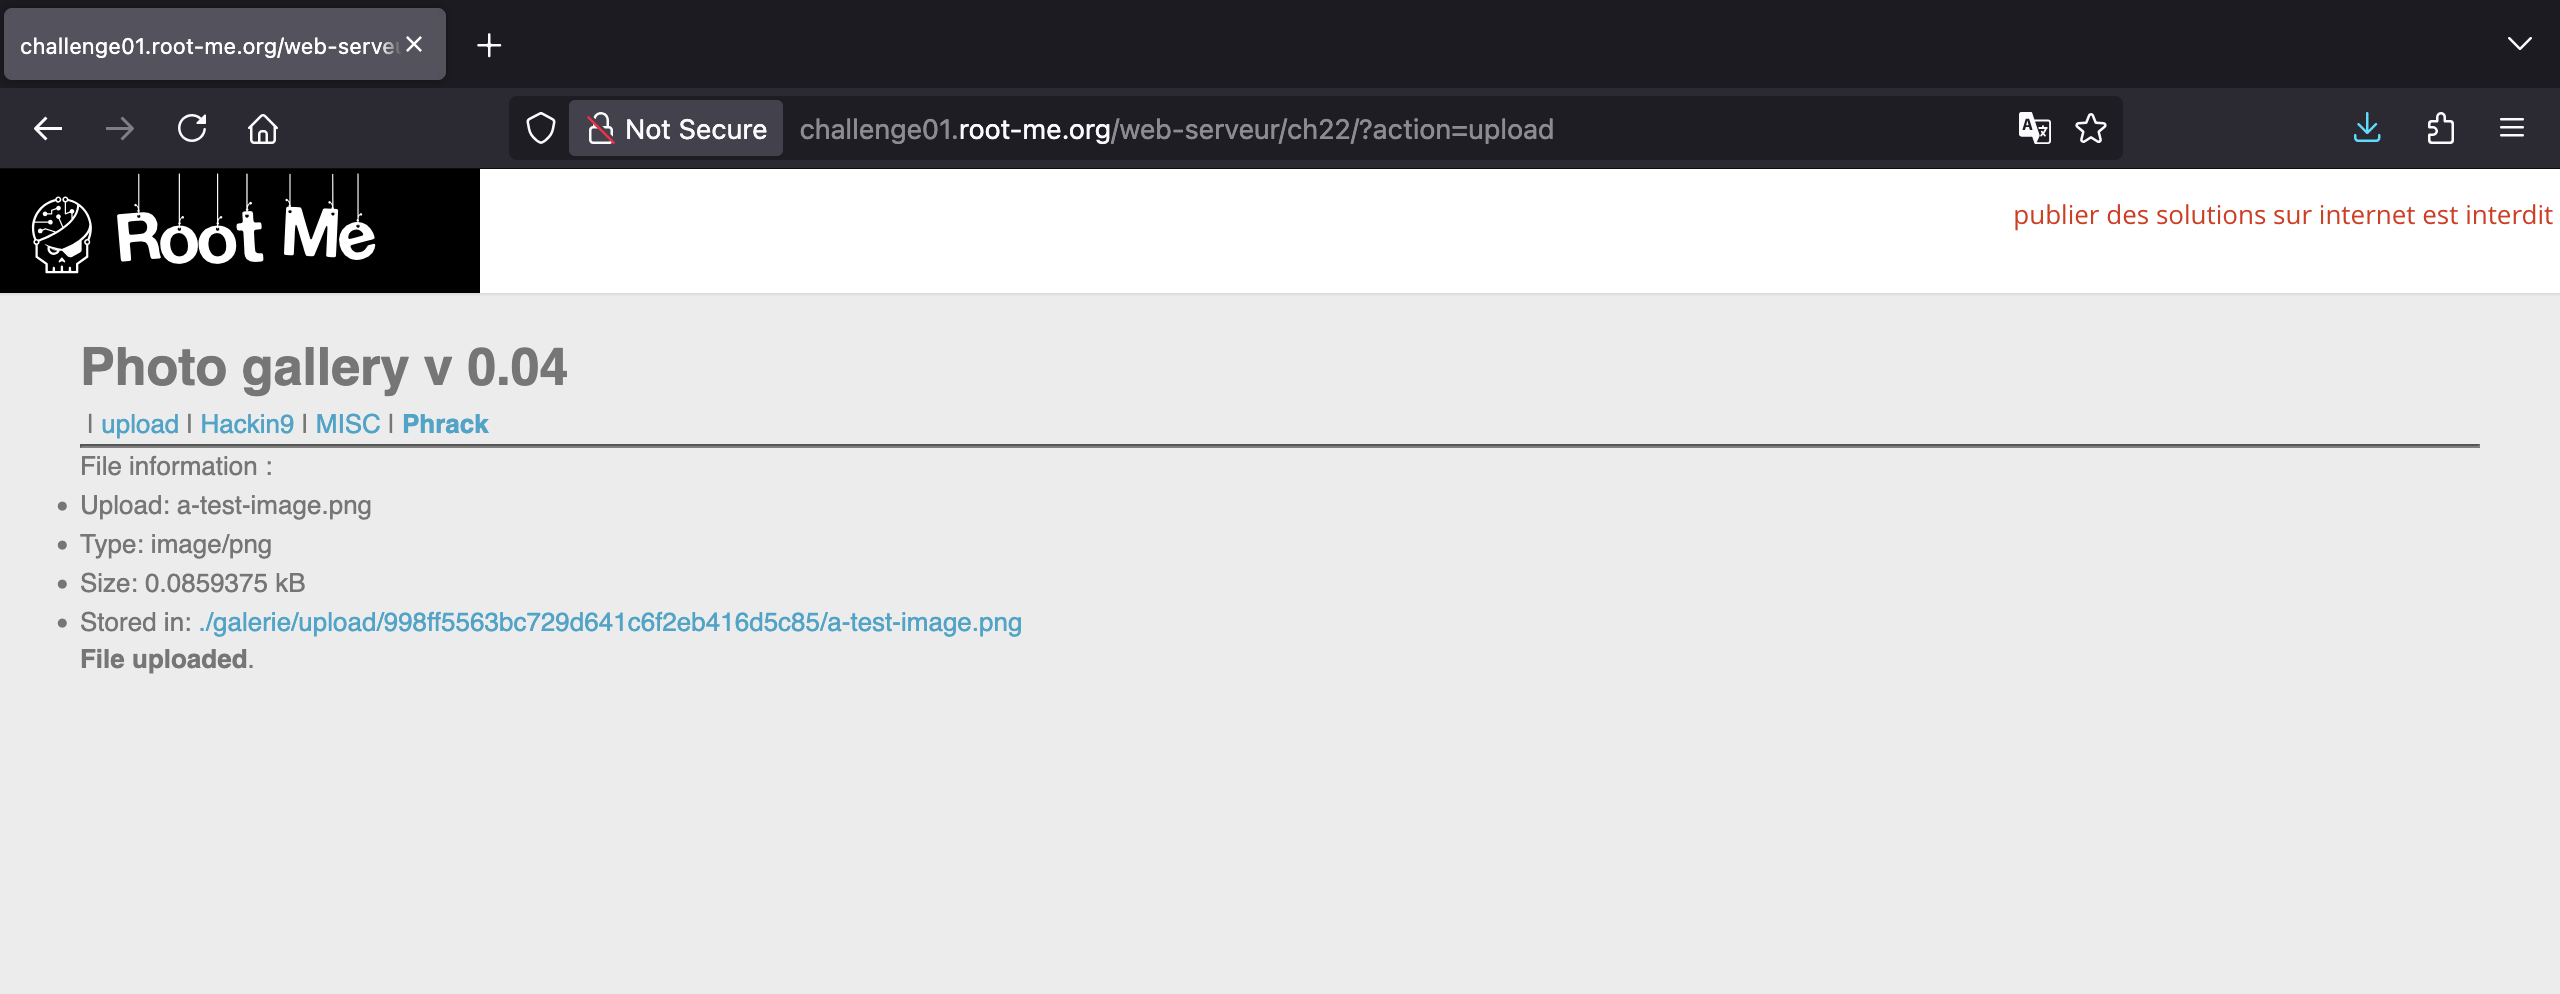 challenge01.root-me.org/web-serve
Not Secure challenge01.root-me.org/web-serveur/ch22/?action=upload
Root Me
publier des solutions sur internet est interdit
Photo gallery v 0.04
| upload | Hackin9 | MISC | Phrack
File information :
Upload: a-test-image.png
Type: image/png
Size: 0.0859375 kB
Stored in: ./galerie/upload/998ff5563bc729d641c6f2eb416d5c85/a-test-image.png
File uploaded.